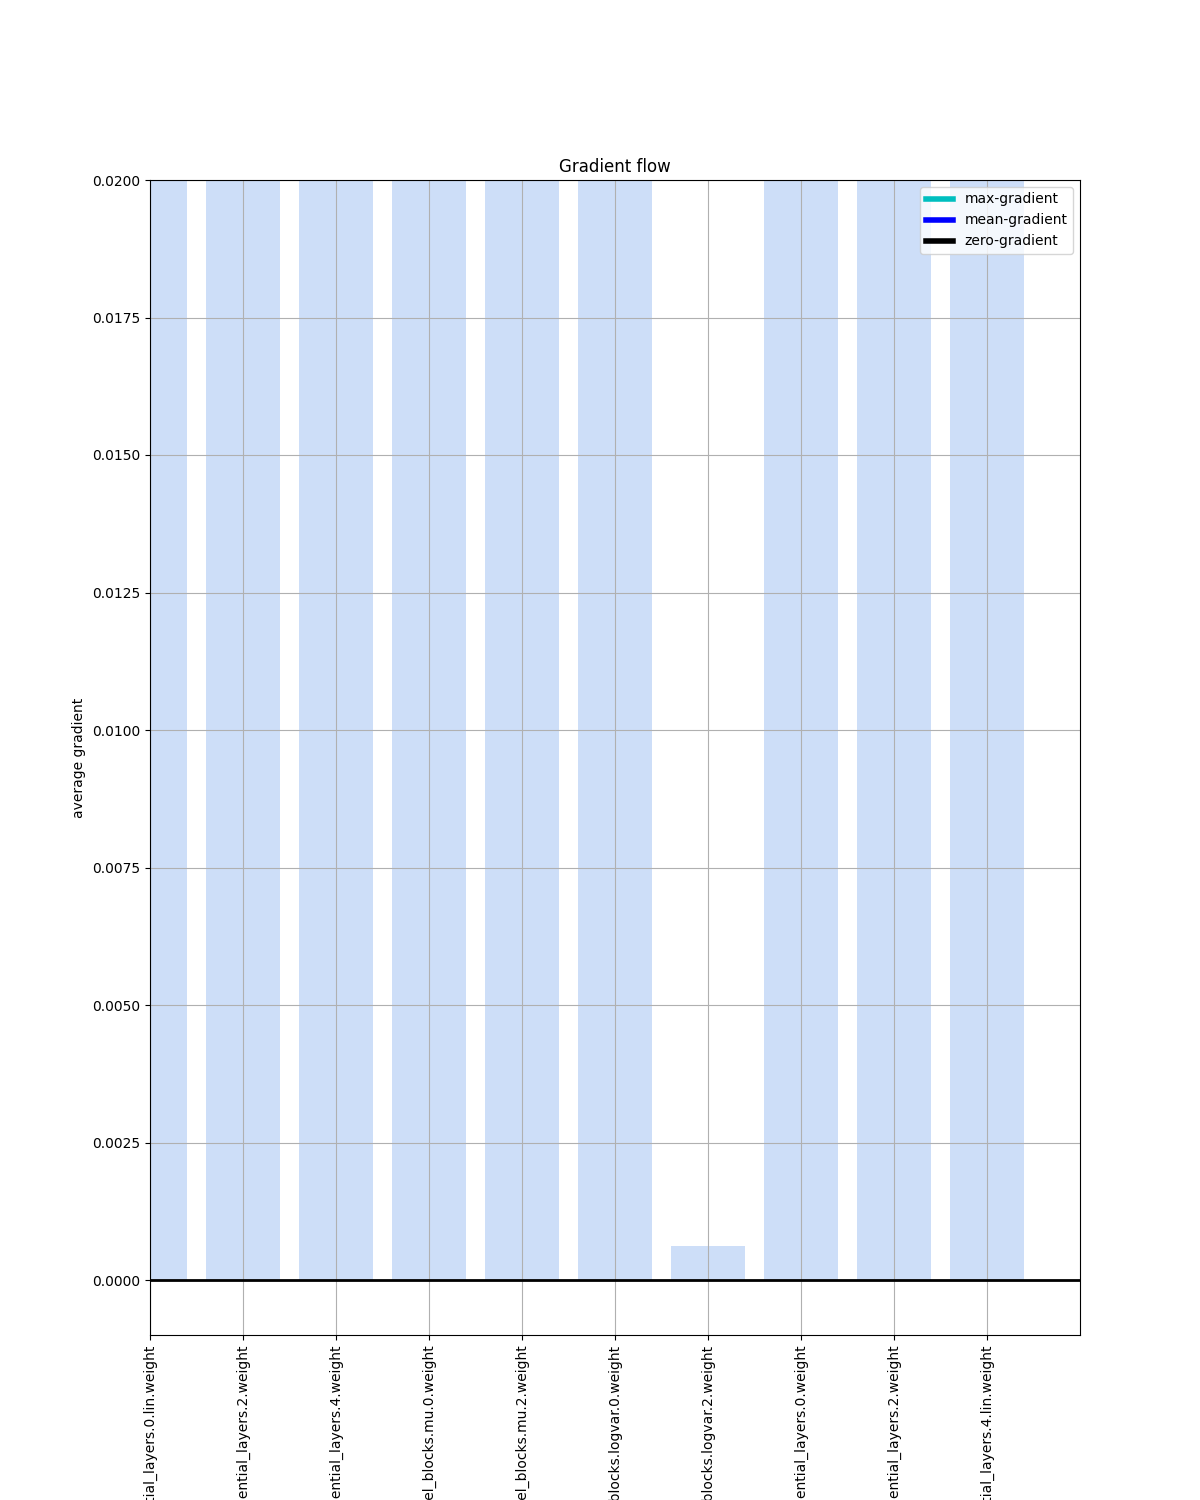 Gradient flow
max-gradient
mean-gradient
zero-gradient
0.0200
0.0175
0.0150
0.0125
0.0100
0.0075
0.0050
0.0025
0.0000
average gradient
tial_layers.0.lin.weight
ential_layers.2.weight
ential_layers.4.weight
el_blocks.mu.0.weight
el_blocks.mu.2.weight
blocks.logvar.0.weight
blocks.logvar.2.weight
ential_layers.0.weight
ential_layers.2.weight
tial_layers.4.lin.weight